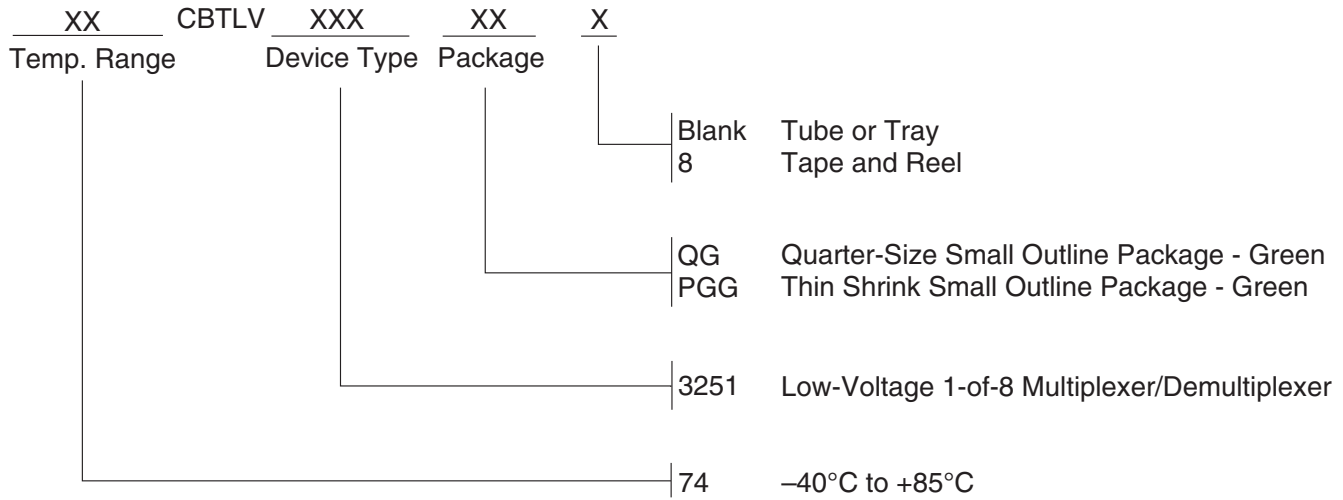 XX CBTLV XXX XX X
Temp. Range Device Type Package
Blank Tube or Tray
8 Tape and Reel
QG Quarter-Size Small Outline Package - Green
PGG Thin Shrink Small Outline Package - Green
3251 Low-Voltage 1-of-8 Multiplexer/Demultiplexer
74 –40°C to +85°C